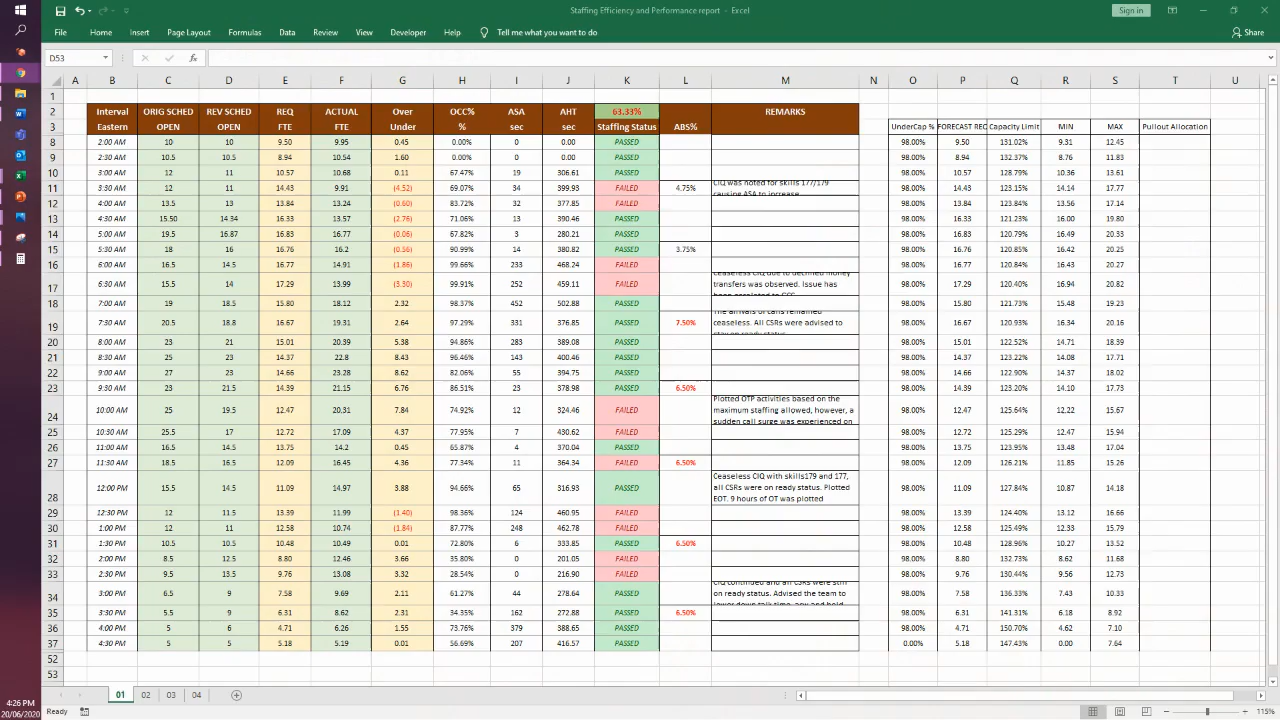 Staffing Efficiency and Performance report - Excel
Sign in
File Home Insert Page Layout Formulas Data Review View Developer Help Tell me what you want to do Share
D53 fx
A B C D E F G H I J K L M N O P Q R S T U
1
2 Interval ORIG SCHED REV SCHED REQ ACTUAL Over OCC% ASA AHT 63.33% REMARKS
3 Eastern OPEN OPEN FTE FTE Under % sec sec Staffing Status ABS% UnderCap % FORECAST REC Capacity Limit MIN MAX Pullout Allocation
8 2:00 AM 10 10 9.50 9.95 0.45 0.00% 0 0.00 PASSED 98.00% 9.50 131.02% 9.31 12.45
9 2:30 AM 10.5 10.5 8.94 10.54 1.60 0.00% 0 0.00 PASSED 98.00% 8.94 132.37% 8.76 11.83
10 3:00 AM 12 11 10.57 10.68 0.11 67.47% 19 306.03 PASSED 98.00% 10.57 128.79% 10.36 13.61
11 3:30 AM 12 11 14.43 9.91 (4.52) 69.07% 34 399.93 FAILED 4.75% CIQ was noted for skills 177/179 98.00% 14.43 123.15% 14.14 17.77
causing ASA to increase
12 4:00 AM 13.5 13 13.84 13.24 (0.60) 83.72% 32 377.85 FAILED 98.00% 13.84 123.84% 13.56 17.14
13 4:30 AM 15.50 14.34 16.33 13.57 (2.76) 71.06% 13 390.46 PASSED 98.00% 16.33 121.23% 16.00 19.80
14 5:00 AM 19.5 16.87 16.83 16.77 (0.06) 67.82% 3 280.21 PASSED 98.00% 16.83 120.79% 16.49 20.33
15 5:30 AM 18 16 16.76 16.2 (0.56) 90.99% 14 380.82 PASSED 3.75% 98.00% 16.76 120.85% 16.42 20.25
16 6:00 AM 16.5 14.5 16.77 14.91 (1.86) 99.66% 233 468.24 FAILED 98.00% 16.77 120.84% 16.43 20.27
Ceaseless CIQ due to declined money
17 6:30 AM 15.5 14 17.29 13.99 (3.30) 99.91% 252 459.11 FAILED transfers was observed. Issue has 98.00% 17.29 120.40% 16.94 20.82
18 7:00 AM 19 18.5 15.80 18.12 2.32 98.37% 452 502.88 PASSED 98.00% 15.80 121.73% 15.48 19.23
The arrivals of calls remained
19 7:30 AM 20.5 18.8 16.67 19.31 2.64 97.29% 331 376.85 PASSED 7.50% ceaseless. All CSRs were advised to 98.00% 16.67 120.93% 16.34 20.16
stay on ready status.
20 8:00 AM 23 21 15.01 20.39 5.38 94.86% 283 389.08 PASSED 98.00% 15.01 122.52% 14.71 18.39
21 8:30 AM 25 23 14.37 22.8 8.43 96.46% 143 400.46 PASSED 98.00% 14.37 123.22% 14.08 17.71
22 9:00 AM 27 23 14.66 23.28 8.62 82.06% 55 394.75 PASSED 98.00% 14.66 122.90% 14.37 18.02
23 9:30 AM 23 21.5 14.39 21.15 6.76 86.51% 23 378.98 PASSED 6.50% 98.00% 14.39 123.20% 14.10 17.73
Plotted OTP activities based on the
24 10:00 AM 25 19.5 12.47 20.31 7.84 74.92% 12 324.46 FAILED maximum staffing allowed, however, a 98.00% 12.47 125.64% 12.22 15.67
sudden call surge was experienced on
25 10:30 AM 25.5 17 12.72 17.09 4.37 77.95% 7 430.62 FAILED 98.00% 12.72 125.29% 12.47 15.94
26 11:00 AM 16.5 14.5 13.75 14.2 0.45 65.87% 4 370.04 PASSED 98.00% 13.75 123.95% 13.48 17.04
27 11:30 AM 18.5 16.5 12.09 16.45 4.36 77.34% 11 364.34 FAILED 6.50% 98.00% 12.09 126.21% 11.85 15.26
Ceaseless CIQ with skills179 and 177,
28 12:00 PM 15.5 14.5 11.09 14.97 3.88 94.66% 65 316.93 PASSED all CSRs were on ready status. Plotted 98.00% 11.09 127.84% 10.87 14.18
EOT. 9 hours of OT was plotted
29 12:30 PM 12 11.5 13.39 11.99 (1.40) 98.36% 124 460.95 FAILED 98.00% 13.39 124.40% 13.12 16.66
30 1:00 PM 12 11 12.58 10.74 (1.84) 87.77% 248 462.78 FAILED 98.00% 12.58 125.49% 12.33 15.79
31 1:30 PM 10.5 10.5 10.48 10.49 0.01 72.80% 6 333.85 PASSED 6.50% 98.00% 10.48 128.96% 10.27 13.52
32 2:00 PM 8.5 12.5 8.80 12.46 3.66 35.80% 0 201.05 FAILED 98.00% 8.80 132.73% 8.62 11.68
33 2:30 PM 9.5 13.5 9.76 13.08 3.32 28.54% 0 216.90 FAILED 98.00% 9.76 130.44% 9.56 12.73
CIQ continued and all CSRs were still
34 3:00 PM 6.5 9 7.58 9.69 2.11 61.27% 44 278.64 PASSED on ready status. Advised the team to 98.00% 7.58 136.33% 7.43 10.33
35 3:30 PM 5.5 9 6.31 8.62 2.31 34.35% 162 272.88 PASSED 6.50% 98.00% 6.31 141.31% 6.18 8.92
36 4:00 PM 5 6 4.71 6.26 1.55 73.76% 379 388.65 PASSED 98.00% 4.71 150.70% 4.62 7.10
37 4:30 PM 5 5 5.18 5.19 0.01 56.69% 207 416.57 PASSED 0.00% 5.18 147.43% 0.00 7.64
52
53
01 02 03 04
4:26 PM
20/06/2020
Ready 115%